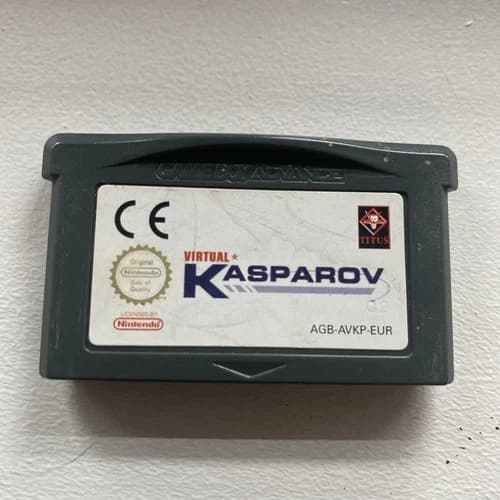 GAME BOY ADVANCE
CE
TITUS
Original
Nintendo
Seal of
Quality
VIRTUAL
KASPAROV
LICENSED BY
Nintendo
AGB-AVKP-EUR